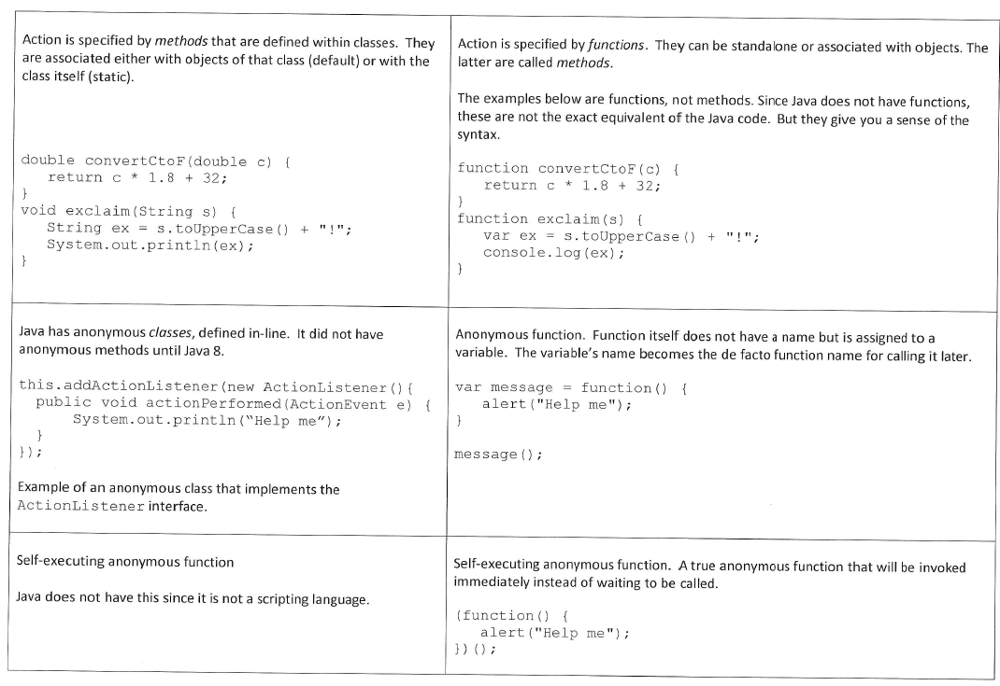 Action is specified by methods that are defined within classes. They
are associated either with objects of that class (default) or with the
class itself (static).
double convertCtoF(double c) {
return c * 1.8 + 32;
}
void exclaim(String s) {
String ex = s.toUpperCase() + "!";
System.out.println(ex);
}
Action is specified by functions. They can be standalone or associated with objects. The
latter are called methods.
The examples below are functions, not methods. Since Java does not have functions,
these are not the exact equivalent of the Java code. But they give you a sense of the
syntax.
function convertCtoF(c) {
return c * 1.8 + 32;
}
function exclaim(s) {
var ex = s.toUpperCase() + "!";
console.log(ex);
}
Java has anonymous classes, defined in-line. It did not have
anonymous methods until Java 8.
this.addActionListener(new ActionListener(){
public void actionPerformed(ActionEvent e) {
System.out.println(“Help me”);
}
});
Example of an anonymous class that implements the
ActionListener interface.
Anonymous function. Function itself does not have a name but is assigned to a
variable. The variable’s name becomes the de facto function name for calling it later.
var message = function() {
alert("Help me");
}
message();
Self-executing anonymous function
Java does not have this since it is not a scripting language.
Self-executing anonymous function. A true anonymous function that will be invoked
immediately instead of waiting to be called.
(function() {
alert("Help me");
})();